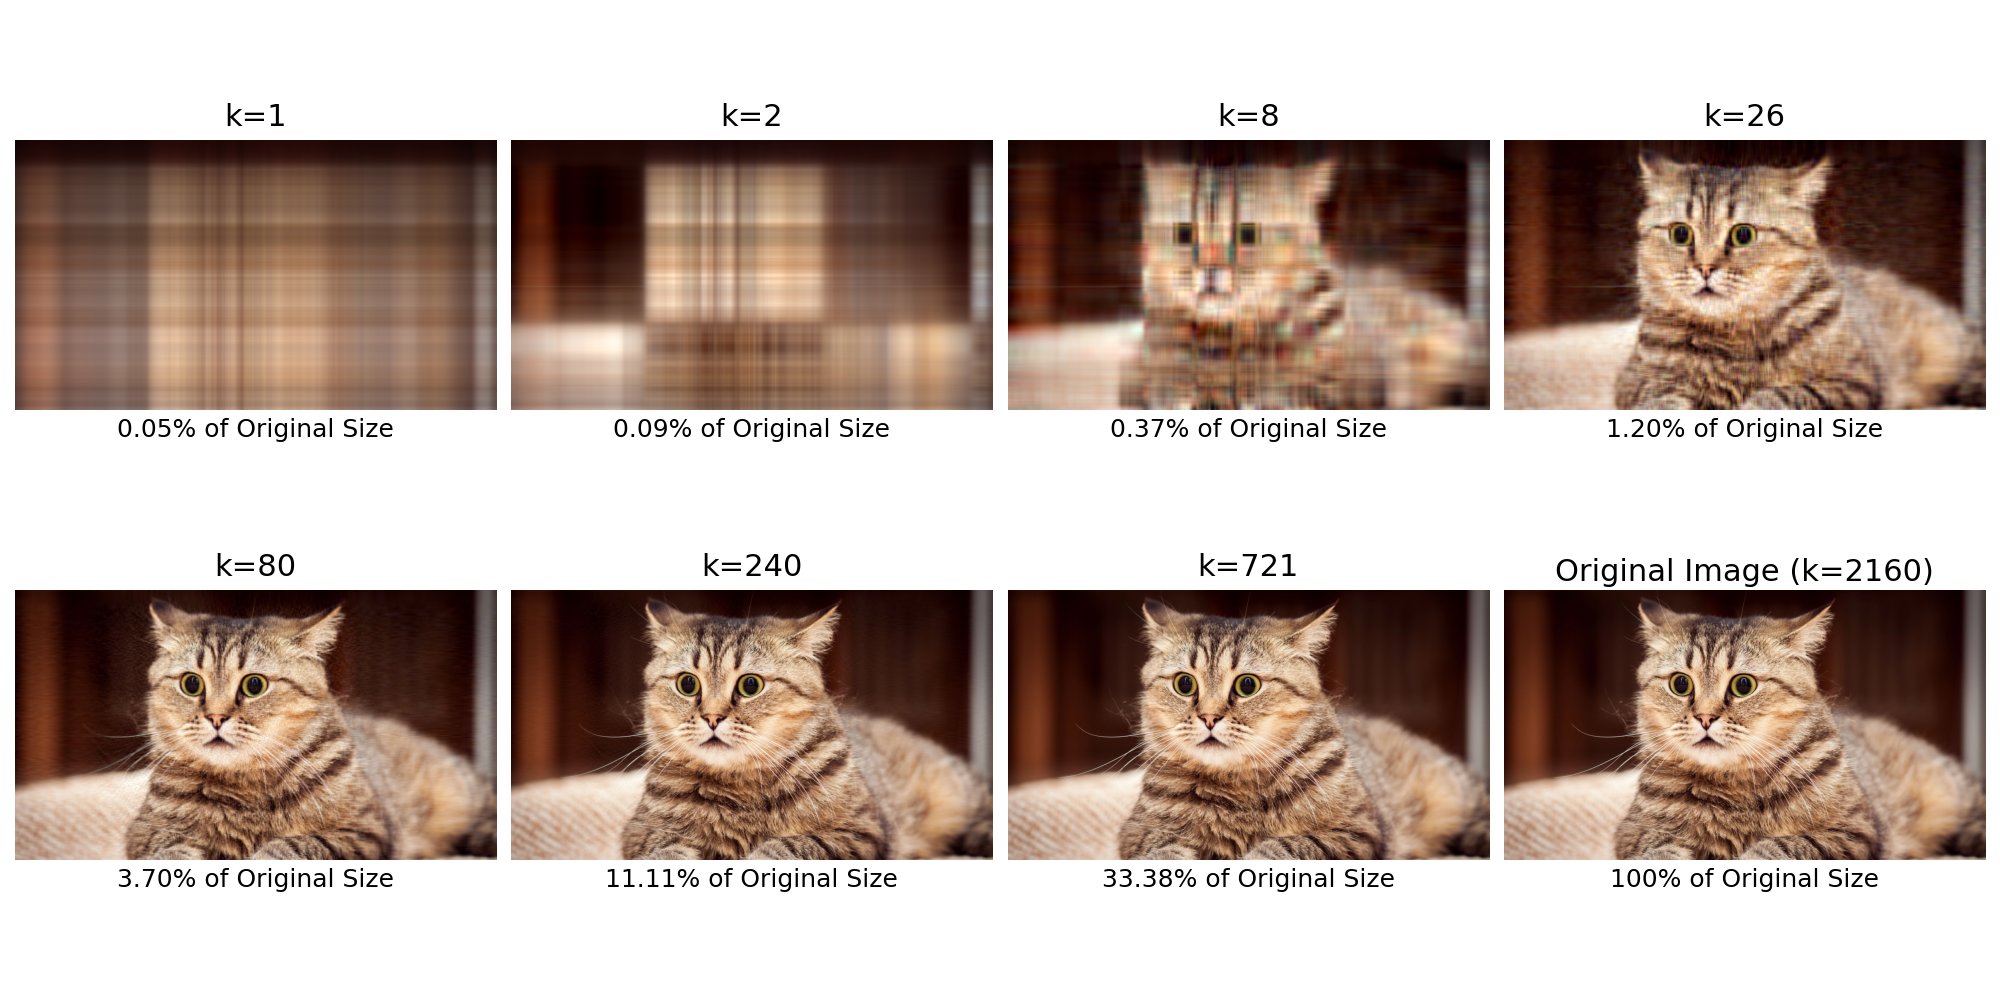 k=1
k=2
k=8
k=26
0.05% of Original Size
0.09% of Original Size
0.37% of Original Size
1.20% of Original Size
k=80
k=240
k=721
Original Image (k=2160)
3.70% of Original Size
11.11% of Original Size
33.38% of Original Size
100% of Original Size